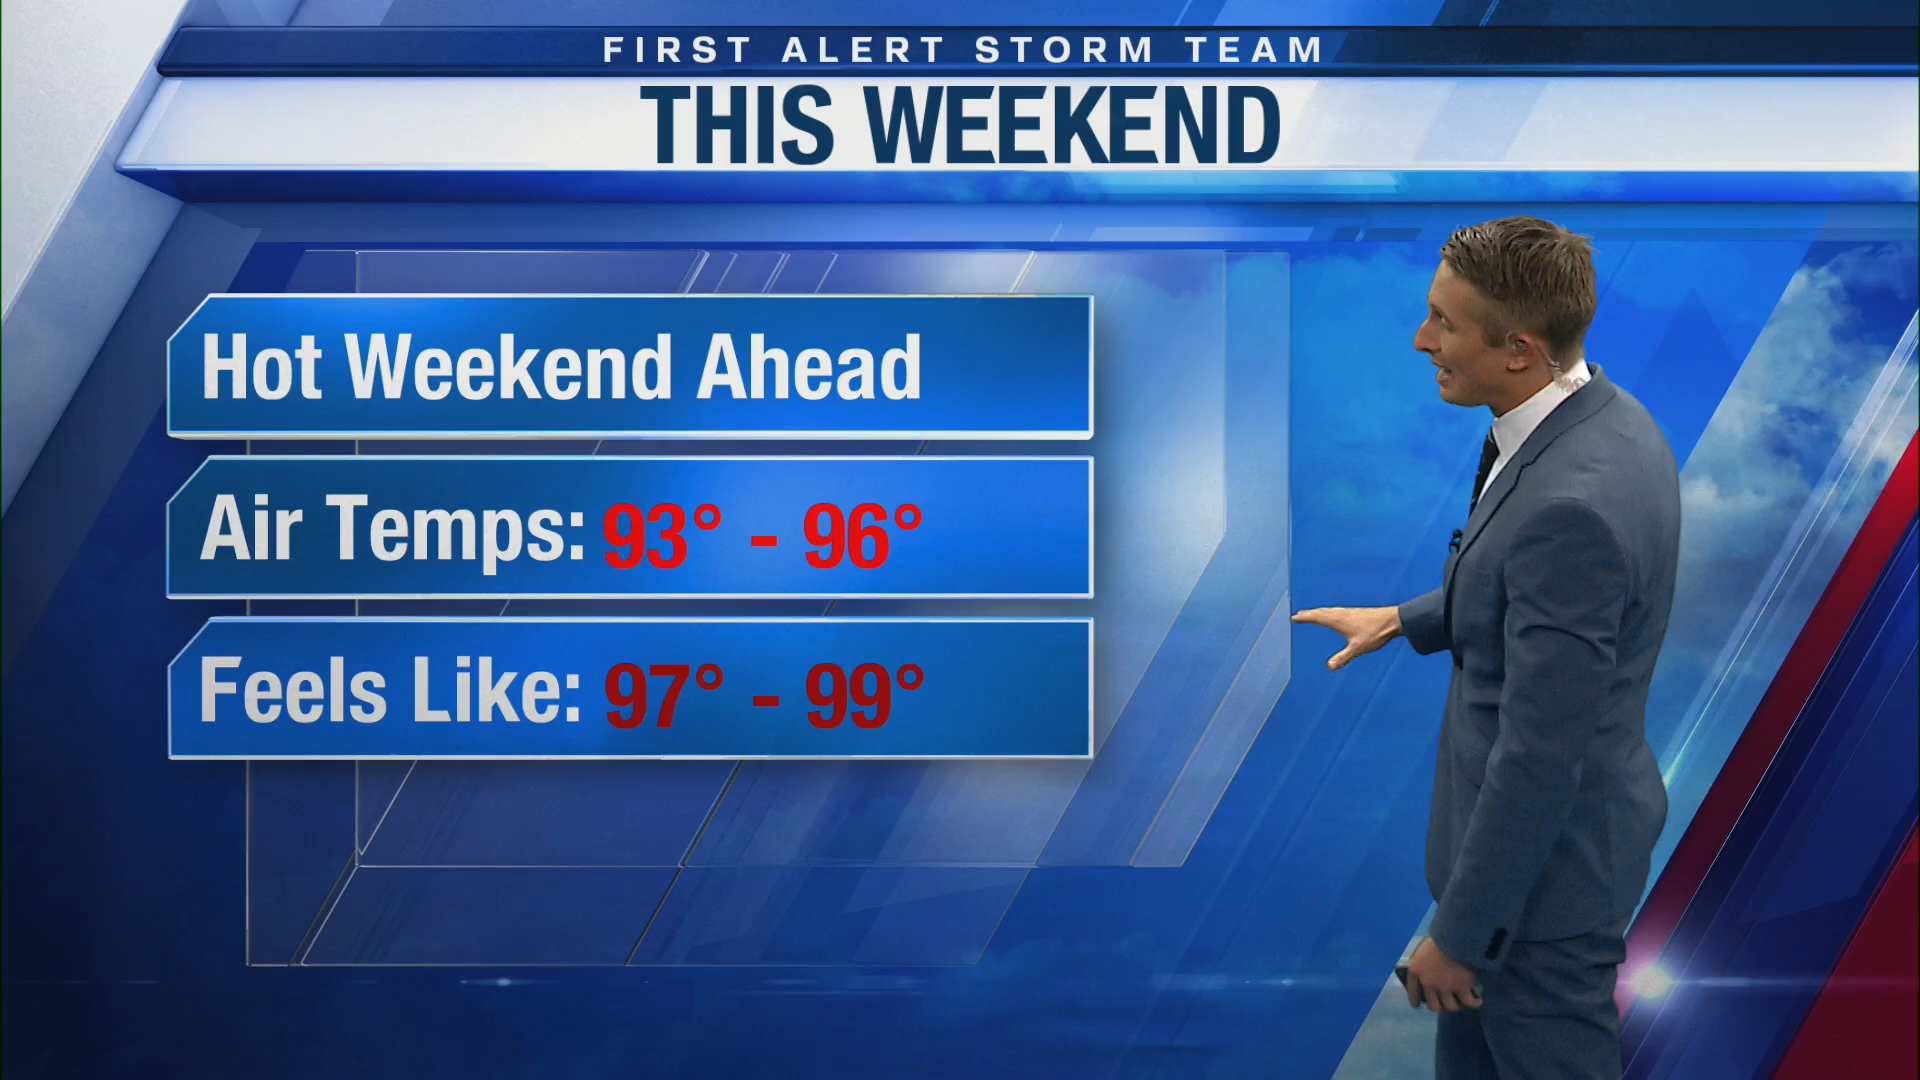 FIRST ALERT STORM TEAM
THIS WEEKEND
Hot Weekend Ahead
Air Temps: 93° - 96°
Feels Like: 97° - 99°